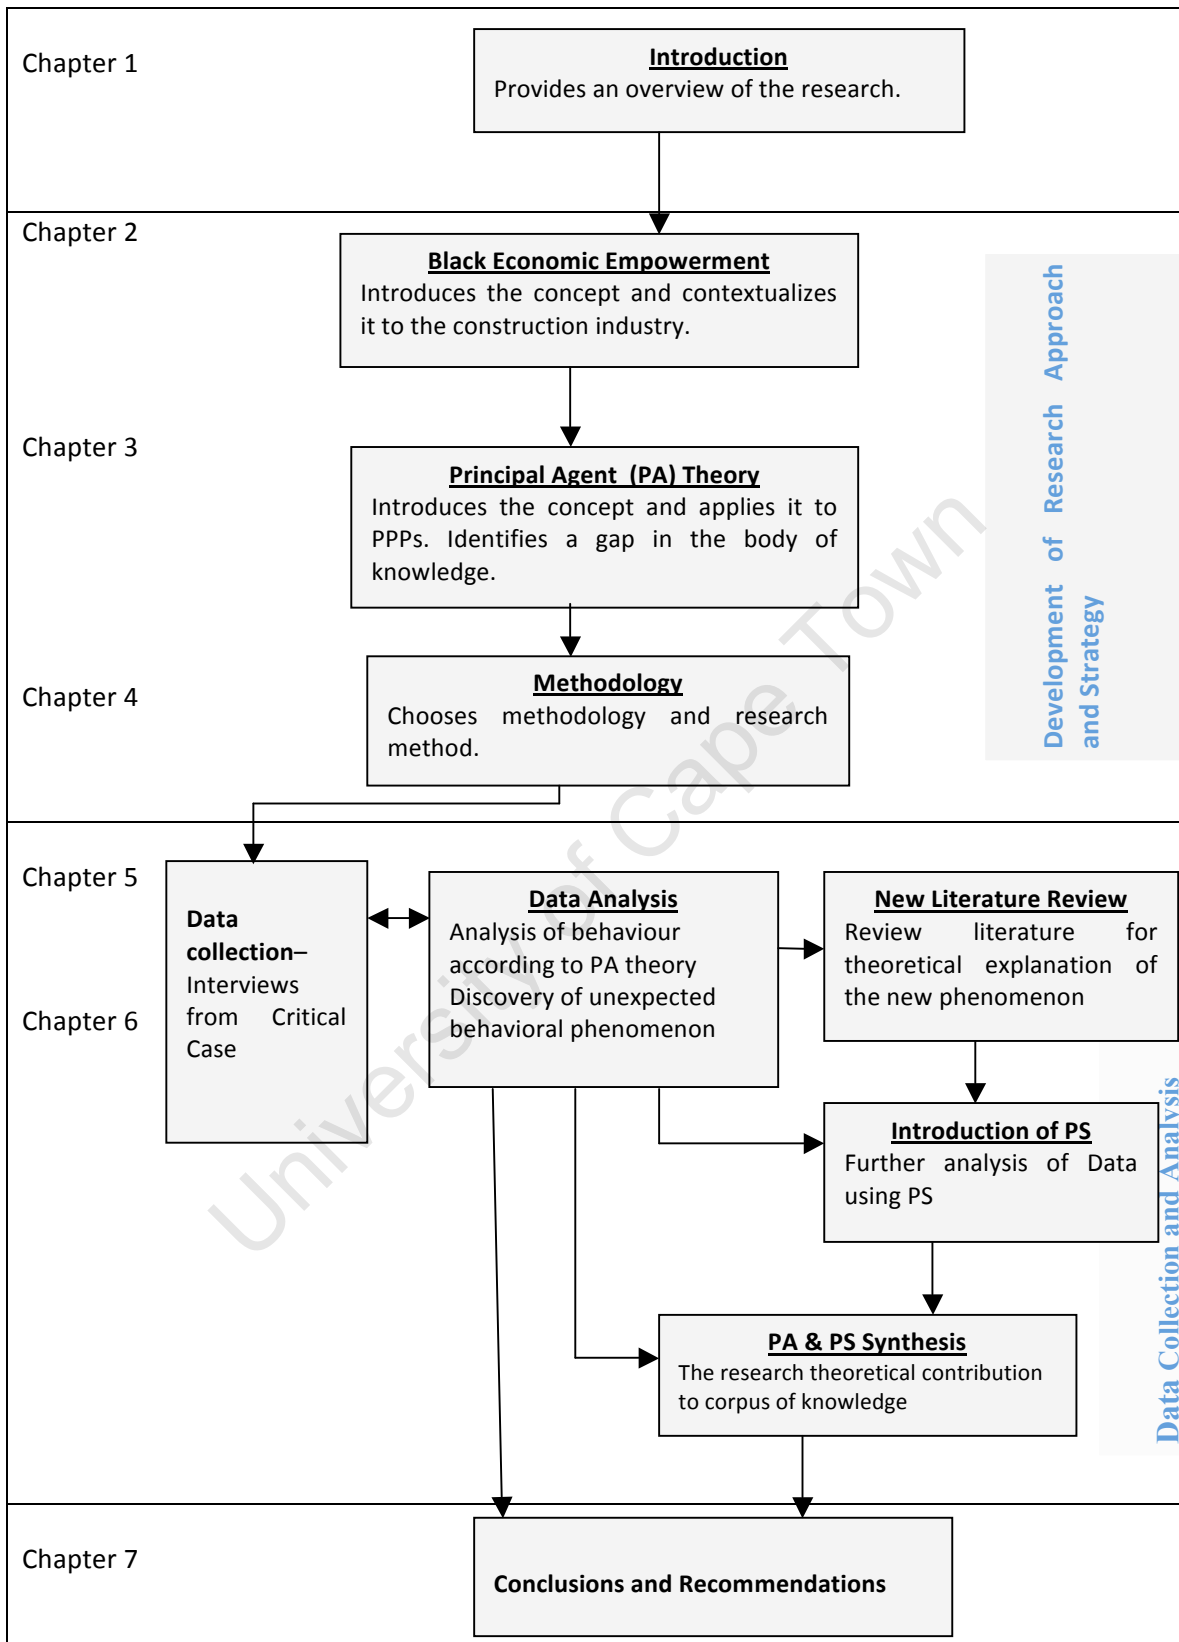 Chapter 1
Introduction
Provides an overview of the research.
Chapter 2
Black Economic Empowerment
Introduces the concept and contextualizes
it to the construction industry.
Chapter 3
Principal Agent (PA) Theory
Introduces the concept and applies it to
PPPs. Identifies a gap in the body of
knowledge.
Chapter 4
Methodology
Chooses methodology and research
method.
Development of Research Approach
and Strategy
Chapter 5
Chapter 6
Data
collection–
Interviews
from Critical
Case
Data Analysis
Analysis of behaviour
according to PA theory
Discovery of unexpected
behavioral phenomenon
New Literature Review
Review literature for
theoretical explanation of
the new phenomenon
Introduction of PS
Further analysis of Data
using PS
PA & PS Synthesis
The research theoretical contribution
to corpus of knowledge
Data Collection and Analysis
Chapter 7
Conclusions and Recommendations
University of Cape Town